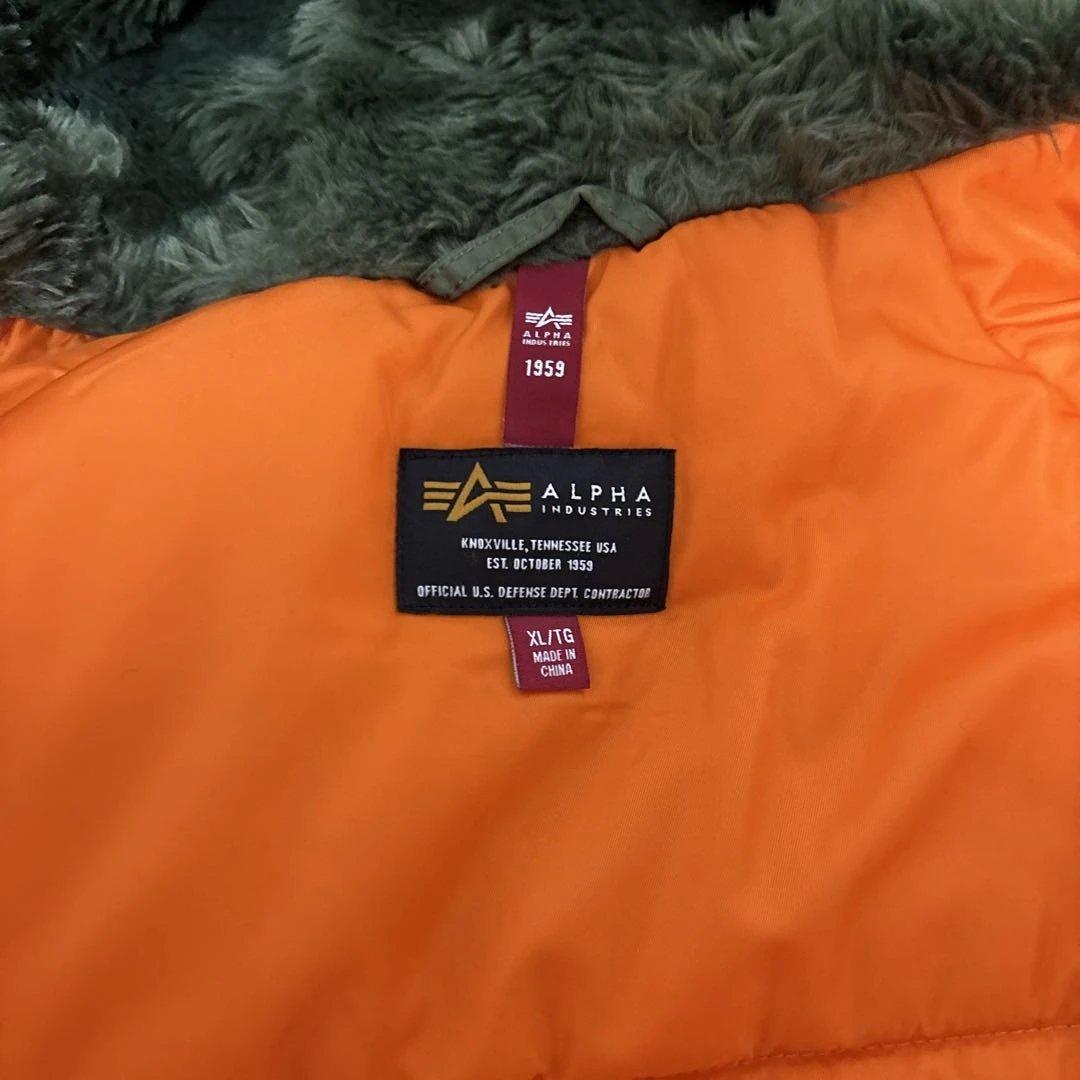 ALPHA
INDUSTRIES
1959
ALPHA
INDUSTRIES
KNOXVILLE, TENNESSEE USA
EST. OCTOBER 1959
OFFICIAL U.S. DEFENSE DEPT. CONTRACTOR
XL/TG
MADE IN
CHINA